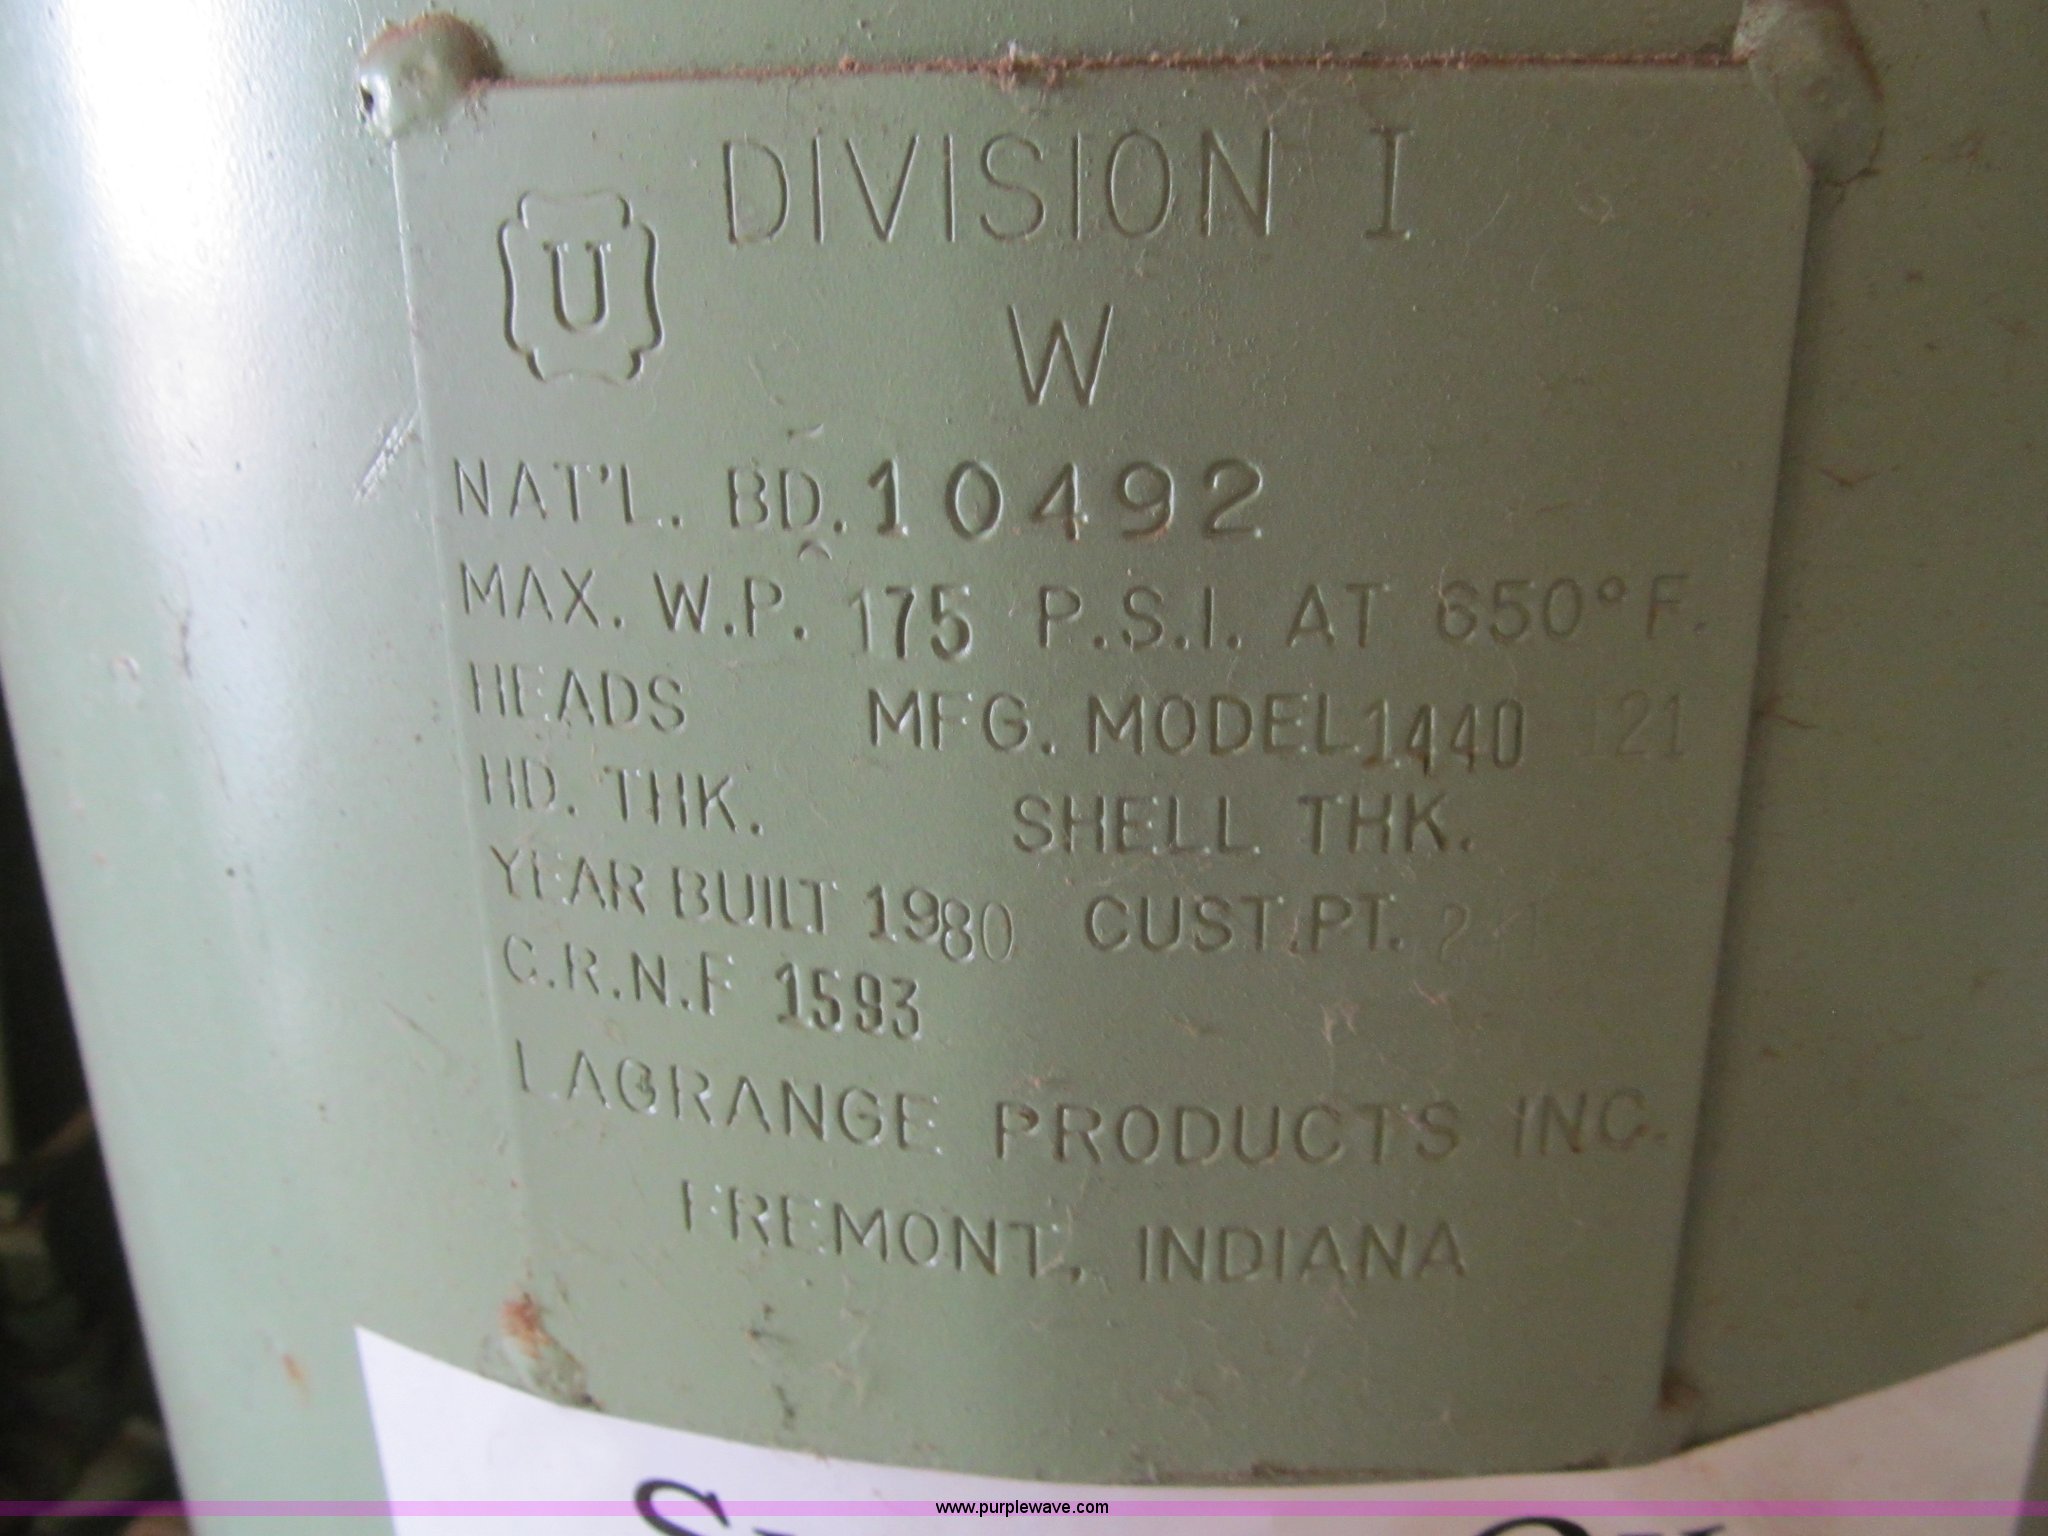 DIVISION I
U
W
NAT'L. BD. 10492
MAX. W.P. 175 P.S.I. AT 650°F.
HEADS MFG. MODEL 1440 121
HD. THK. SHELL THK.
YEAR BUILT 1980 CUST. PT.
C.R.N.F 1593
LAGRANGE PRODUCTS INC.
FREMONT, INDIANA
www.purplewave.com